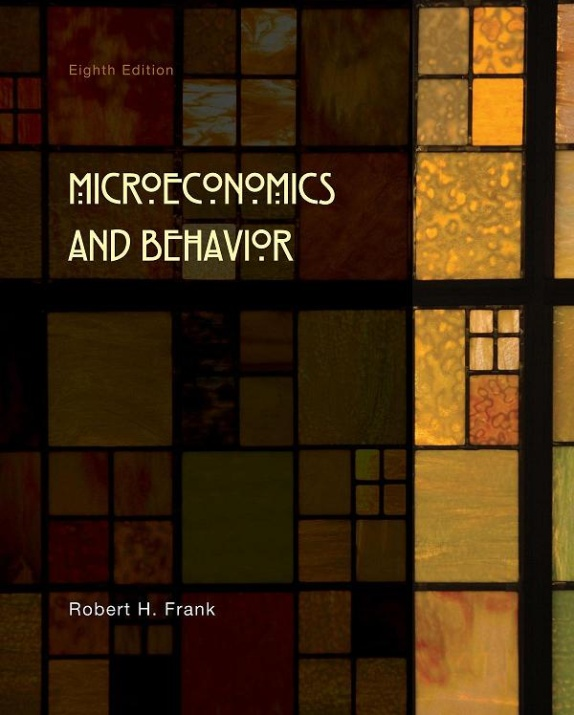 Eighth Edition
MICROECONOMICS
AND BEHAVIOR
Robert H. Frank